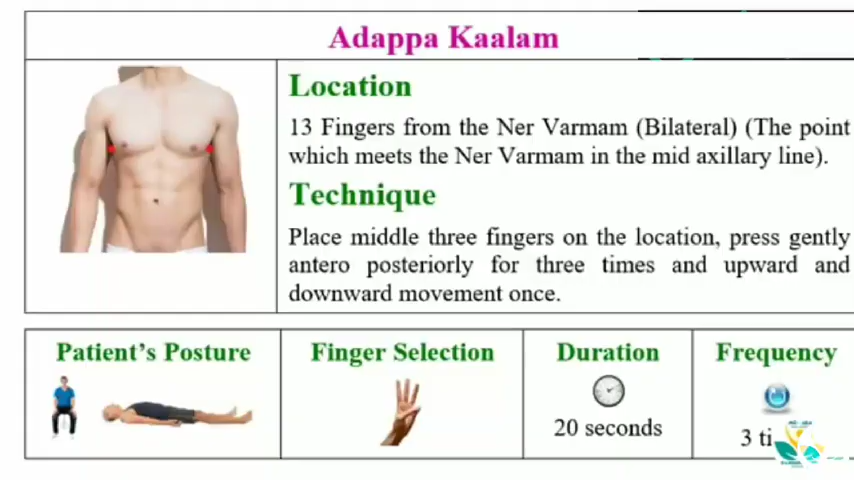 Adappa Kaalam
Location
13 Fingers from the Ner Varmam (Bilateral) (The point
which meets the Ner Varmam in the mid axillary line).
Technique
Place middle three fingers on the location, press gently
antero posteriorly for three times and upward and
downward movement once.
Patient's Posture
Finger Selection
Duration
20 seconds
Frequency
3